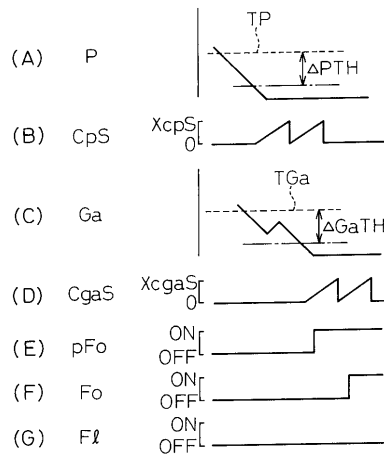 TP
(A) P ΔPTH
(B) CpS XcpS
0
TGa
(C) Ga ΔGaTH
(D) CgaS XcgaS
0
(E) pFo ON
OFF
(F) Fo ON
OFF
(G) Fℓ ON
OFF